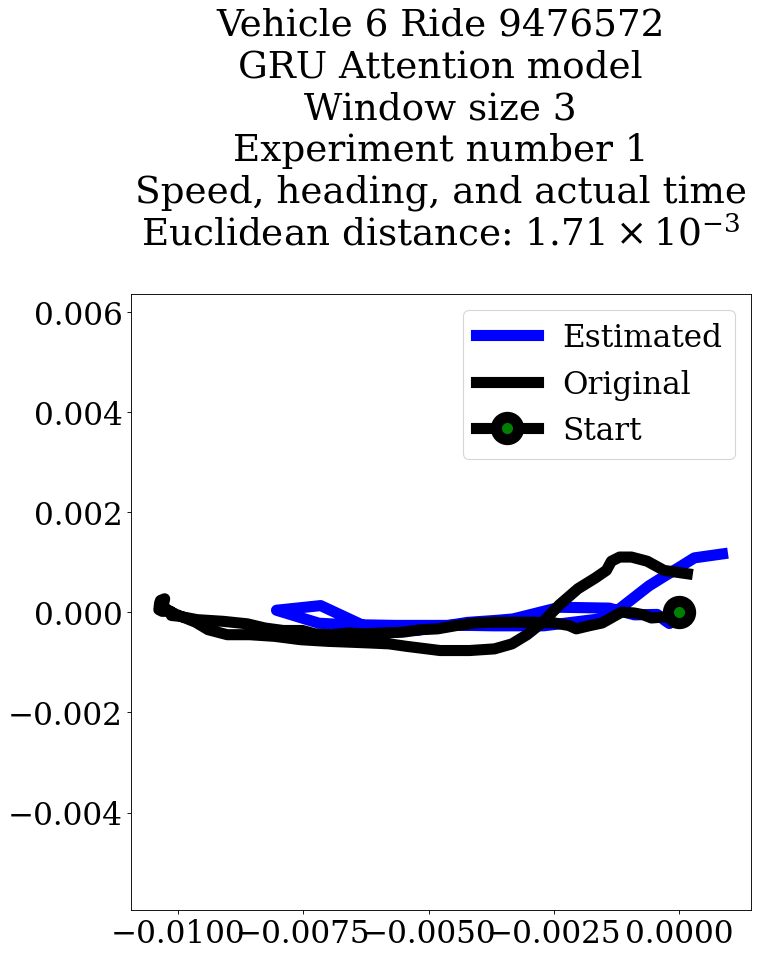 Vehicle 6 Ride 9476572
GRU Attention model
Window size 3
Experiment number 1
Speed, heading, and actual time
Euclidean distance: 1.71 × 10⁻³
Estimated
Original
Start
0.006
0.004
0.002
0.000
−0.002
−0.004
−0.0100 −0.0075 −0.0050 −0.0025 0.0000